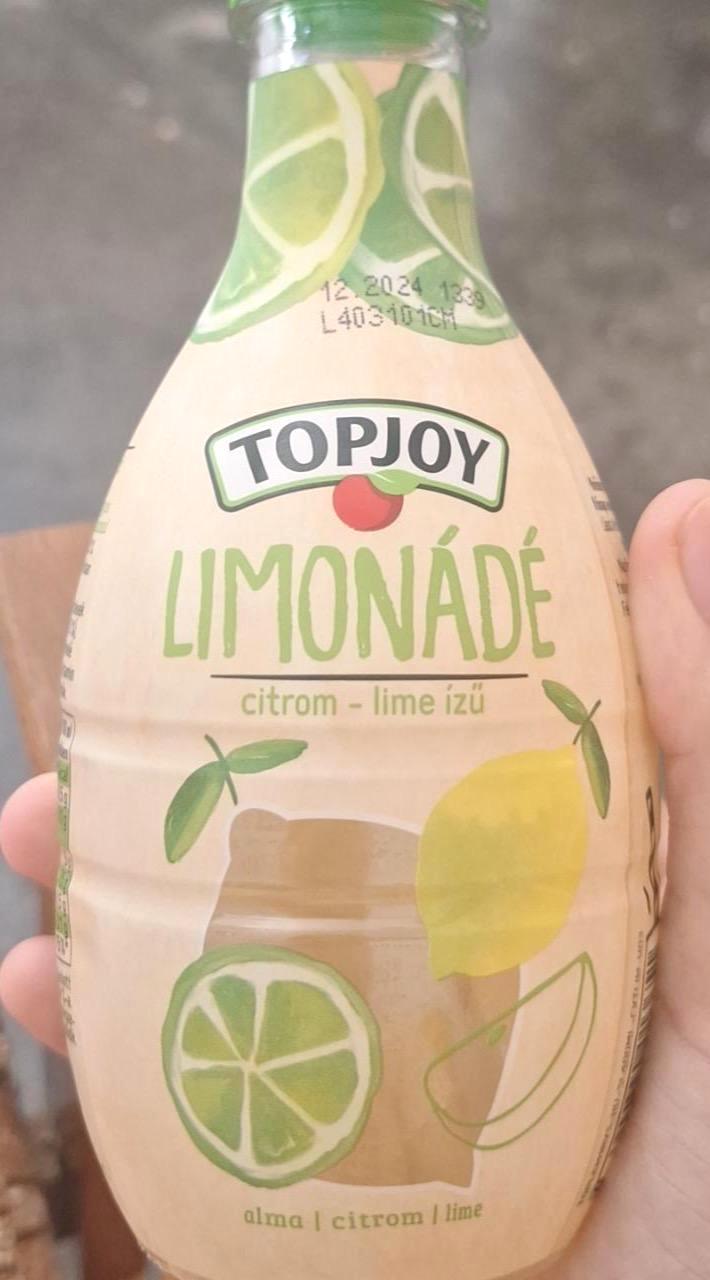 12.2024 1339
L403101CM
TOPJOY
LIMONÁDÉ
citrom - lime ízű
alma | citrom | lime